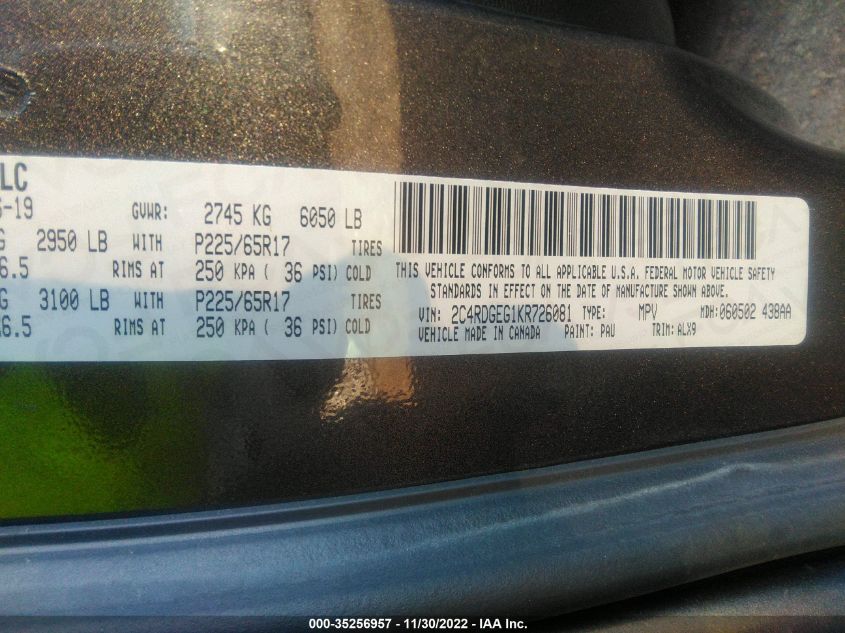 LC
-19 GVWR: 2745 KG 6050 LB
G 2950 LB WITH P225/65R17 TIRES
6.5 RIMS AT 250 KPA ( 36 PSI) COLD
G 3100 LB WITH P225/65R17 TIRES
6.5 RIMS AT 250 KPA ( 36 PSI) COLD
THIS VEHICLE CONFORMS TO ALL APPLICABLE U.S.A. FEDERAL MOTOR VEHICLE SAFETY
STANDARDS IN EFFECT ON THE DATE OF MANUFACTURE SHOWN ABOVE.
VIN: 2C4RDGEG1KR726081 TYPE: MPV MDH:060502 438AA
VEHICLE MADE IN CANADA PAINT: PAU TRIM: ALX9
000-35256957 - 11/30/2022 - IAA Inc.